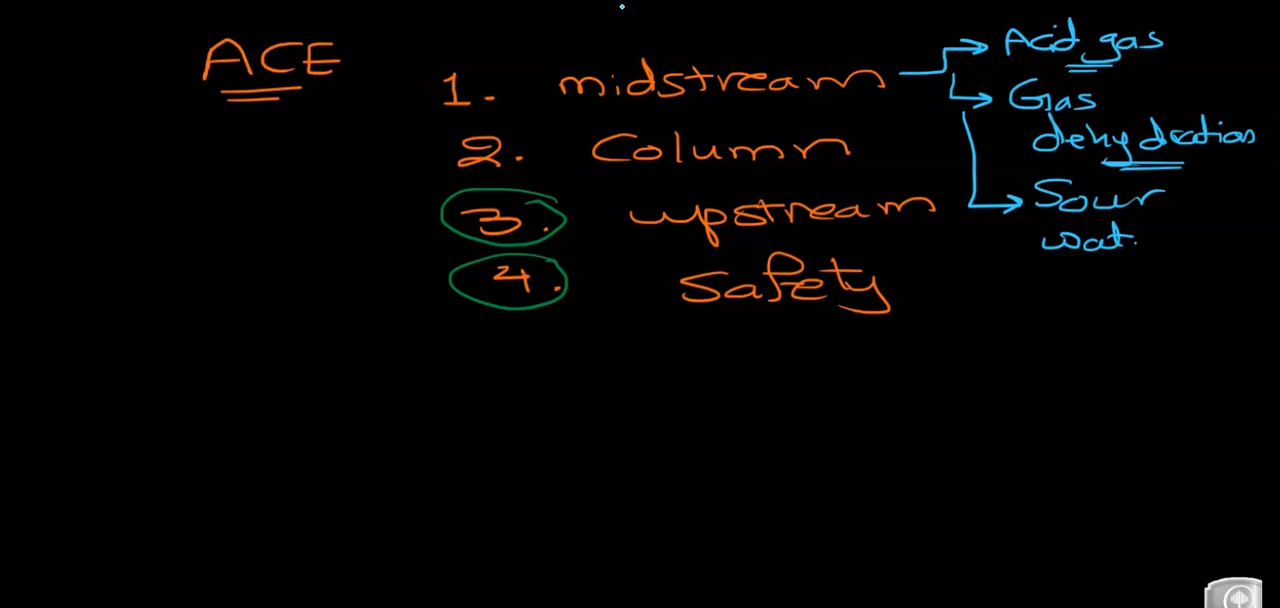 ACE
1. midstream
2. Column
3. upstream
4. Safety
Acid gas
Gas
dehydration
Sour
wat.